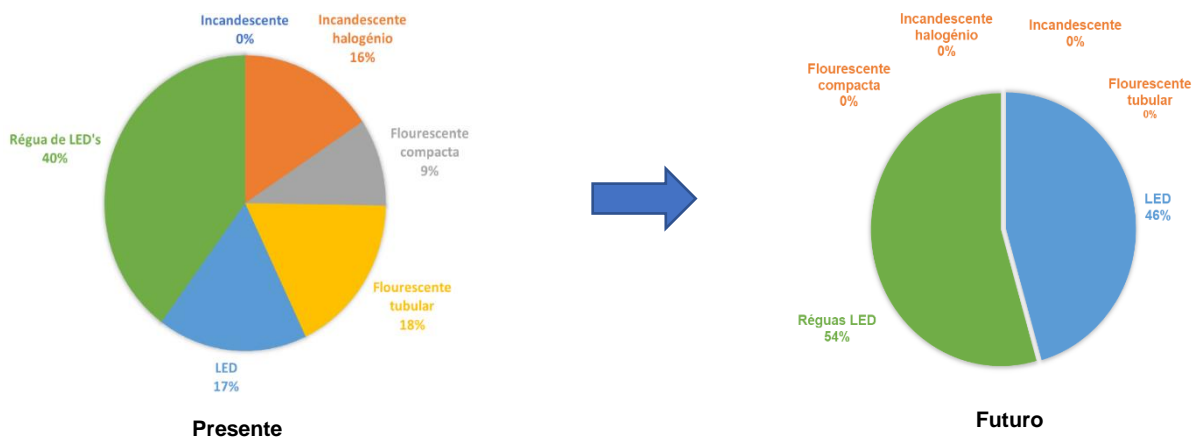 Incandescente
0%
Incandescente
halogénio
16%
Flourescente
compacta
9%
Flourescente
tubular
18%
LED
17%
Régua de LED's
40%
Presente
Incandescente
halogénio
0%
Incandescente
0%
Flourescente
compacta
0%
Flourescente
tubular
0%
LED
46%
Réguas LED
54%
Futuro